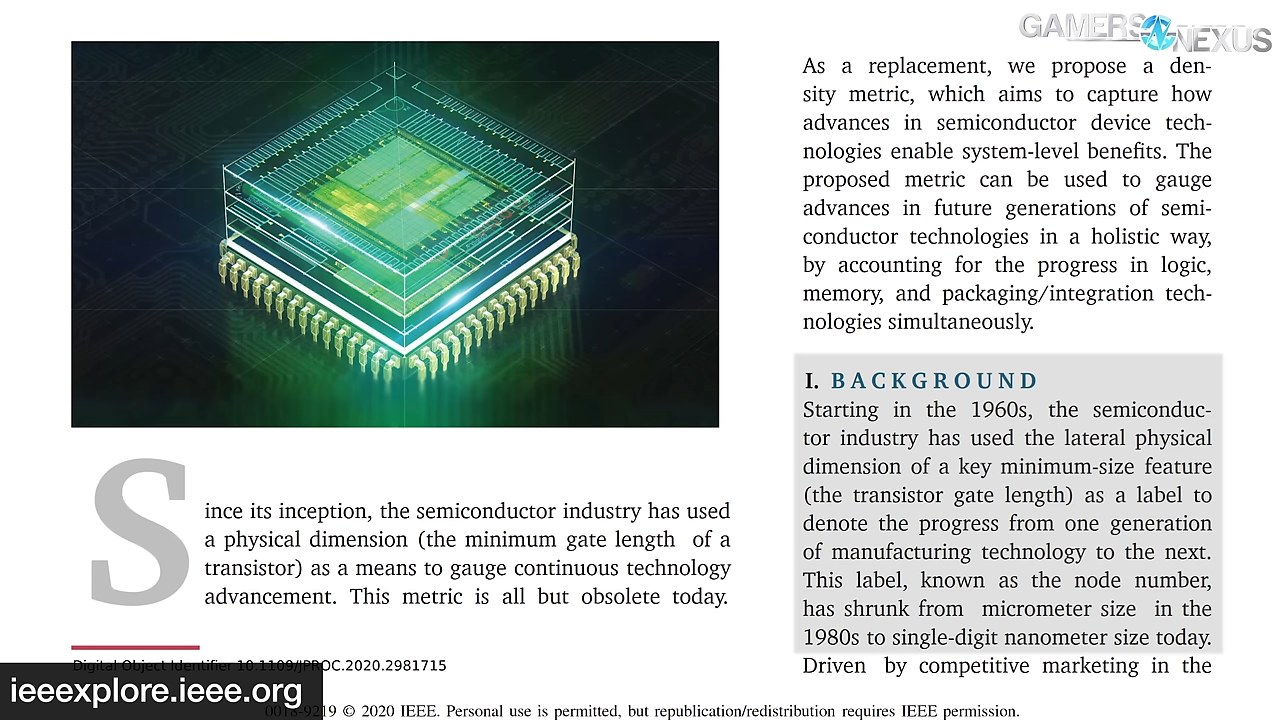 GAMERS NEXUS
Since its inception, the semiconductor industry has used
a physical dimension (the minimum gate length of a
transistor) as a means to gauge continuous technology
advancement. This metric is all but obsolete today.
As a replacement, we propose a den-
sity metric, which aims to capture how
advances in semiconductor device tech-
nologies enable system-level benefits. The
proposed metric can be used to gauge
advances in future generations of semi-
conductor technologies in a holistic way,
by accounting for the progress in logic,
memory, and packaging/integration tech-
nologies simultaneously.
I. BACKGROUND
Starting in the 1960s, the semiconduc-
tor industry has used the lateral physical
dimension of a key minimum-size feature
(the transistor gate length) as a label to
denote the progress from one generation
of manufacturing technology to the next.
This label, known as the node number,
has shrunk from micrometer size in the
1980s to single-digit nanometer size today.
Driven by competitive marketing in the
Digital Object Identifier 10.1109/JPROC.2020.2981715
ieeexplore.ieee.org
0018-9219 © 2020 IEEE. Personal use is permitted, but republication/redistribution requires IEEE permission.